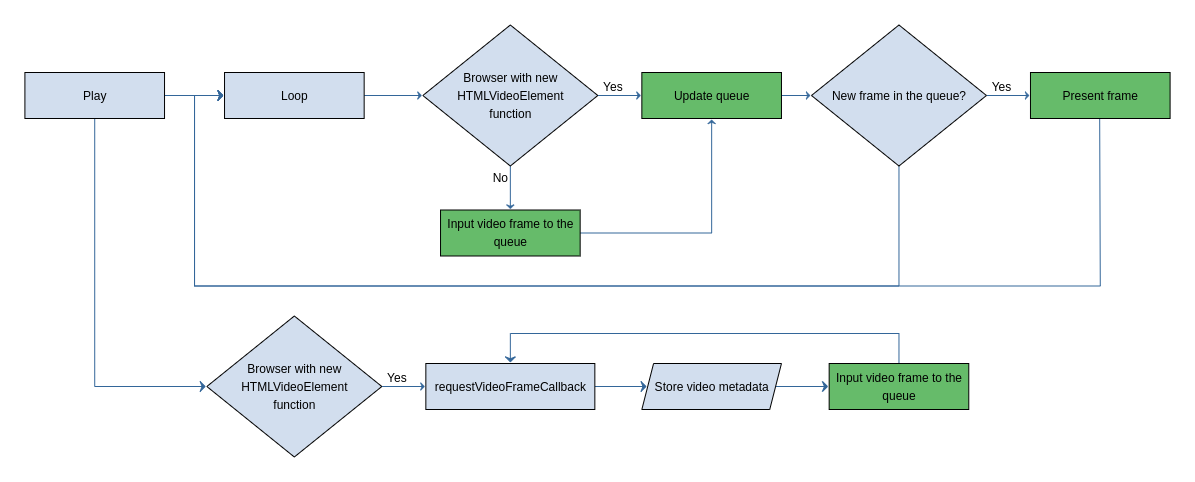 Play
Loop
Browser with new
HTMLVideoElement
function
Yes
Update queue
New frame in the queue?
Yes
Present frame
No
Input video frame to the
queue
Browser with new
HTMLVideoElement
function
Yes
requestVideoFrameCallback
Store video metadata
Input video frame to the
queue